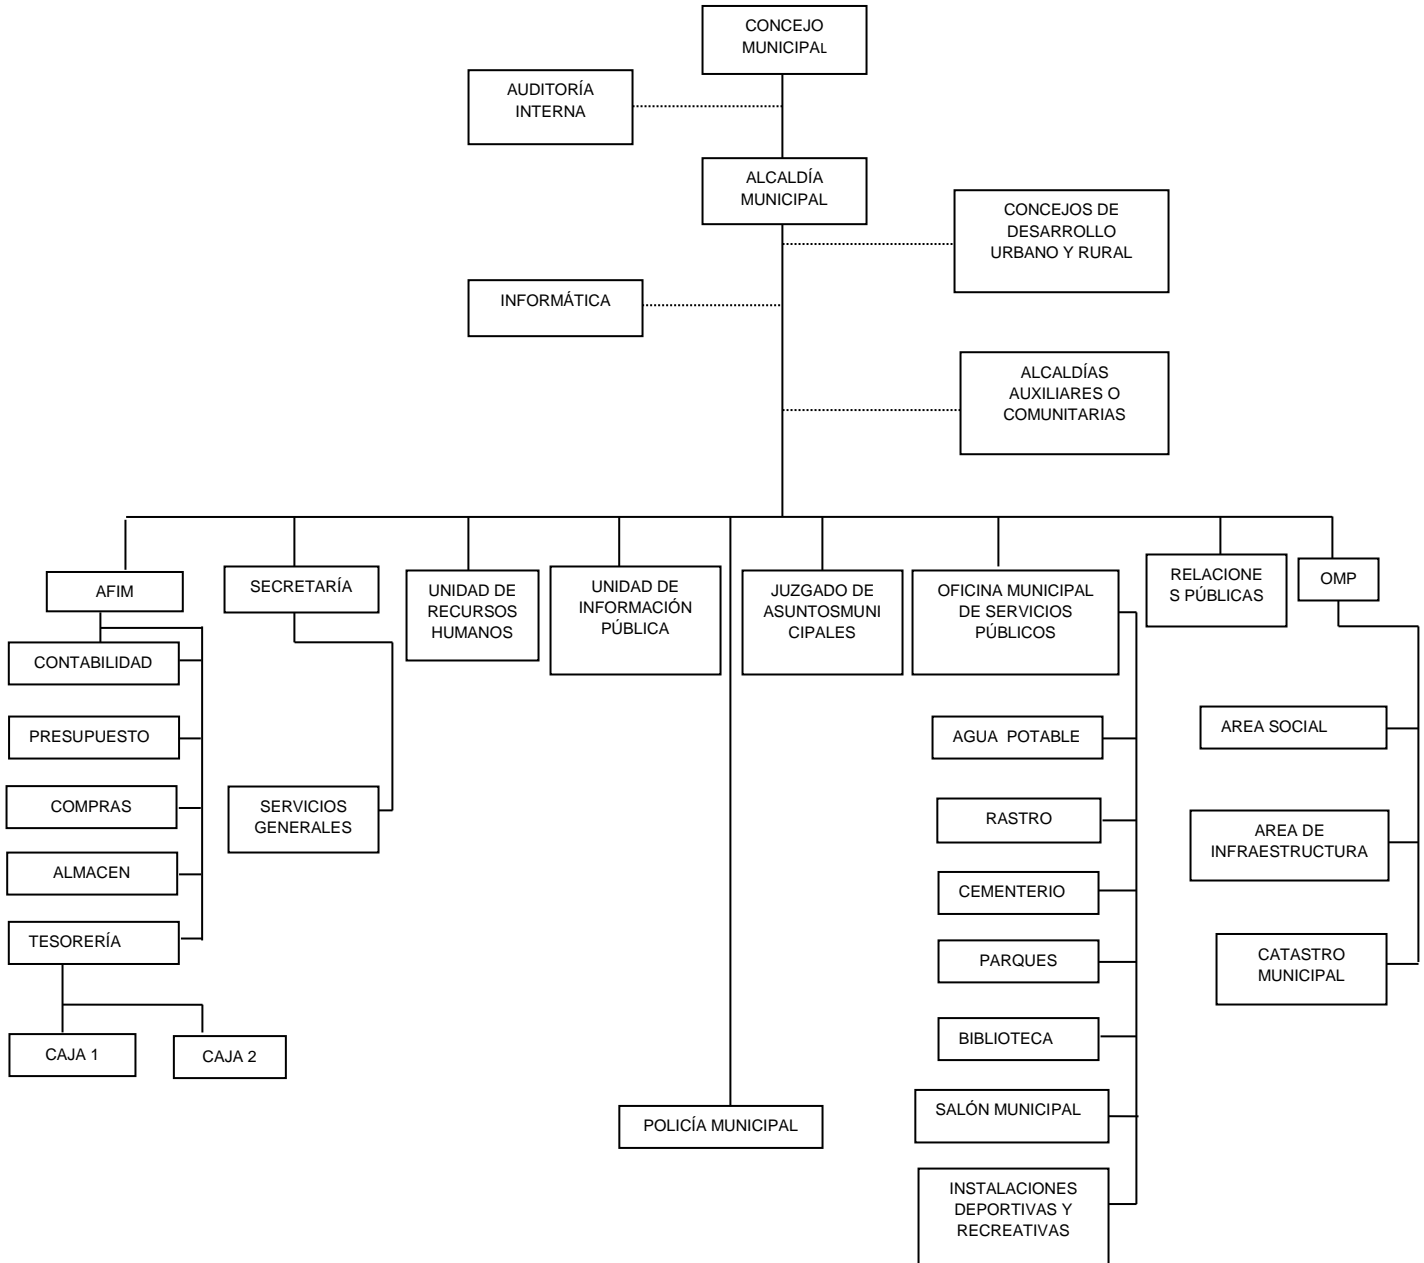 CONCEJO
MUNICIPAL
AUDITORÍA
INTERNA
ALCALDÍA
MUNICIPAL
CONCEJOS DE
DESARROLLO
URBANO Y RURAL
INFORMÁTICA
ALCALDÍAS
AUXILIARES O
COMUNITARIAS
AFIM
SECRETARÍA
UNIDAD DE
RECURSOS
HUMANOS
UNIDAD DE
INFORMACIÓN
PÚBLICA
JUZGADO DE
ASUNTOSMUNI
CIPALES
OFICINA MUNICIPAL
DE SERVICIOS
PÚBLICOS
RELACIONE
S PÚBLICAS
OMP
CONTABILIDAD
PRESUPUESTO
COMPRAS
ALMACEN
TESORERÍA
CAJA 1
CAJA 2
SERVICIOS
GENERALES
POLICÍA MUNICIPAL
AGUA  POTABLE
RASTRO
CEMENTERIO
PARQUES
BIBLIOTECA
SALÓN MUNICIPAL
INSTALACIONES
DEPORTIVAS Y
RECREATIVAS
AREA SOCIAL
AREA DE
INFRAESTRUCTURA
CATASTRO
MUNICIPAL